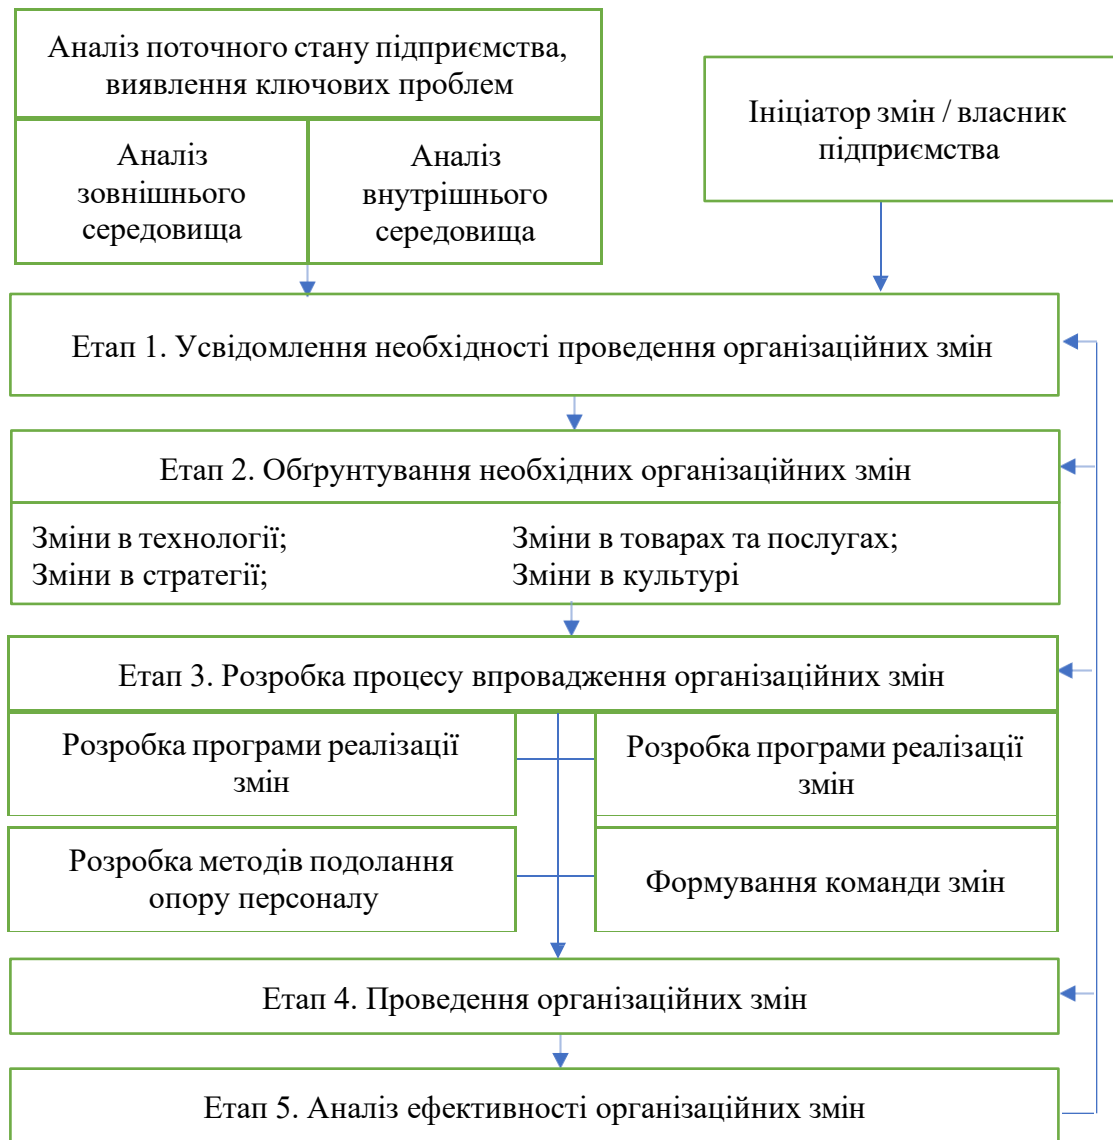 Аналіз поточного стану підприємства,
виявлення ключових проблем
Ініціатор змін / власник
підприємства
Аналіз
зовнішнього
середовища
Аналіз
внутрішнього
середовища
Етап 1. Усвідомлення необхідності проведення організаційних змін
Етап 2. Обґрунтування необхідних організаційних змін
Зміни в технології;
Зміни в товарах та послугах;
Зміни в стратегії;
Зміни в культурі
Етап 3. Розробка процесу впровадження організаційних змін
Розробка програми реалізації
змін
Розробка програми реалізації
змін
Розробка методів подолання
опору персоналу
Формування команди змін
Етап 4. Проведення організаційних змін
Етап 5. Аналіз ефективності організаційних змін